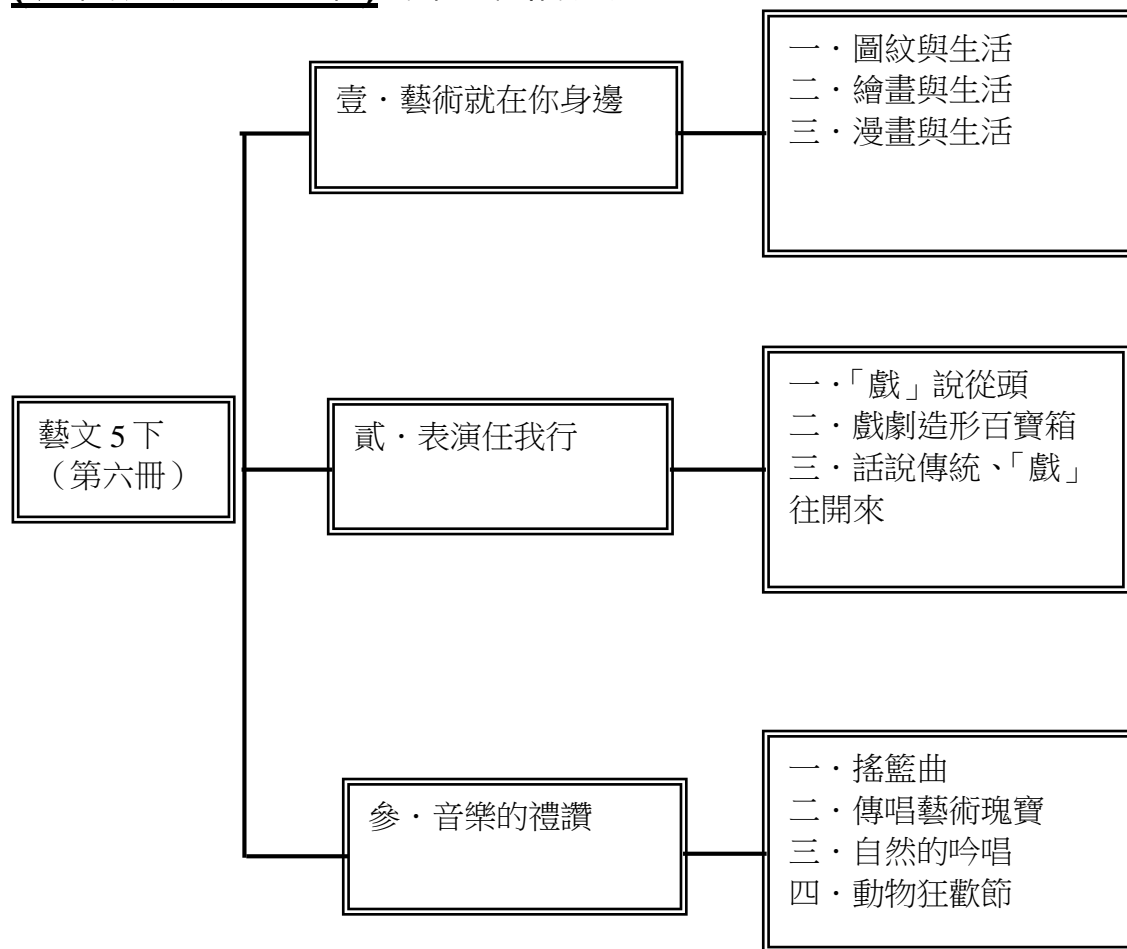 藝文 5 下
（第六冊）
壹．藝術就在你身邊
一．圖紋與生活
二．繪畫與生活
三．漫畫與生活
貳．表演任我行
一．「戲」說從頭
二．戲劇造形百寶箱
三．話說傳統、「戲」
往開來
參．音樂的禮讚
一．搖籃曲
二．傳唱藝術瑰寶
三．自然的吟唱
四．動物狂歡節